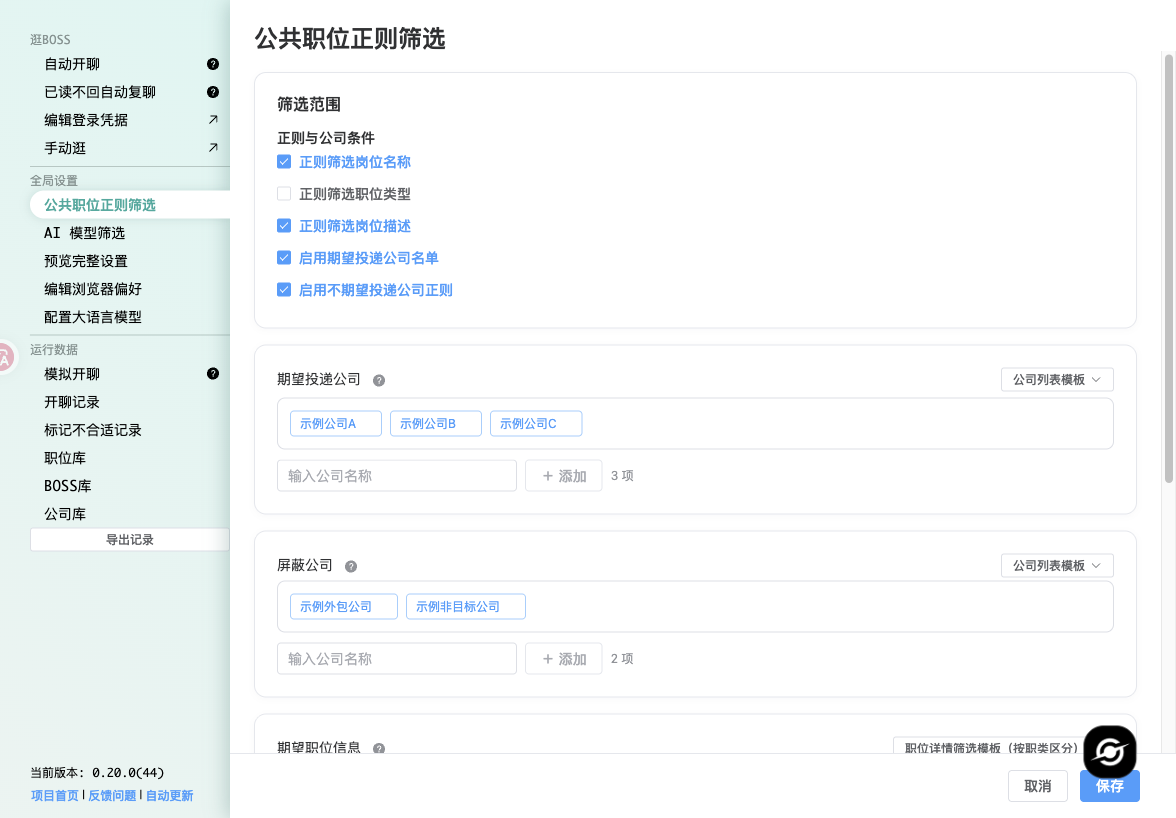 逛BOSS
自动开聊
已读不回自动复聊
编辑登录凭据
手动逛
全局设置
公共职位正则筛选
AI 模型筛选
预览完整设置
编辑浏览器偏好
配置大语言模型
运行数据
模拟开聊
开聊记录
标记不合适记录
职位库
BOSS库
公司库
导出记录
当前版本: 0.20.0(44)
项目首页 | 反馈问题 | 自动更新
公共职位正则筛选
筛选范围
正则与公司条件
正则筛选岗位名称
正则筛选职位类型
正则筛选岗位描述
启用期望投递公司名单
启用不期望投递公司正则
期望投递公司
公司列表模板
示例公司A 示例公司B 示例公司C
输入公司名称 + 添加 3 项
屏蔽公司
公司列表模板
示例外包公司 示例非目标公司
输入公司名称 + 添加 2 项
期望职位信息
职位详情筛选模板（按职类区分）
取消
保存